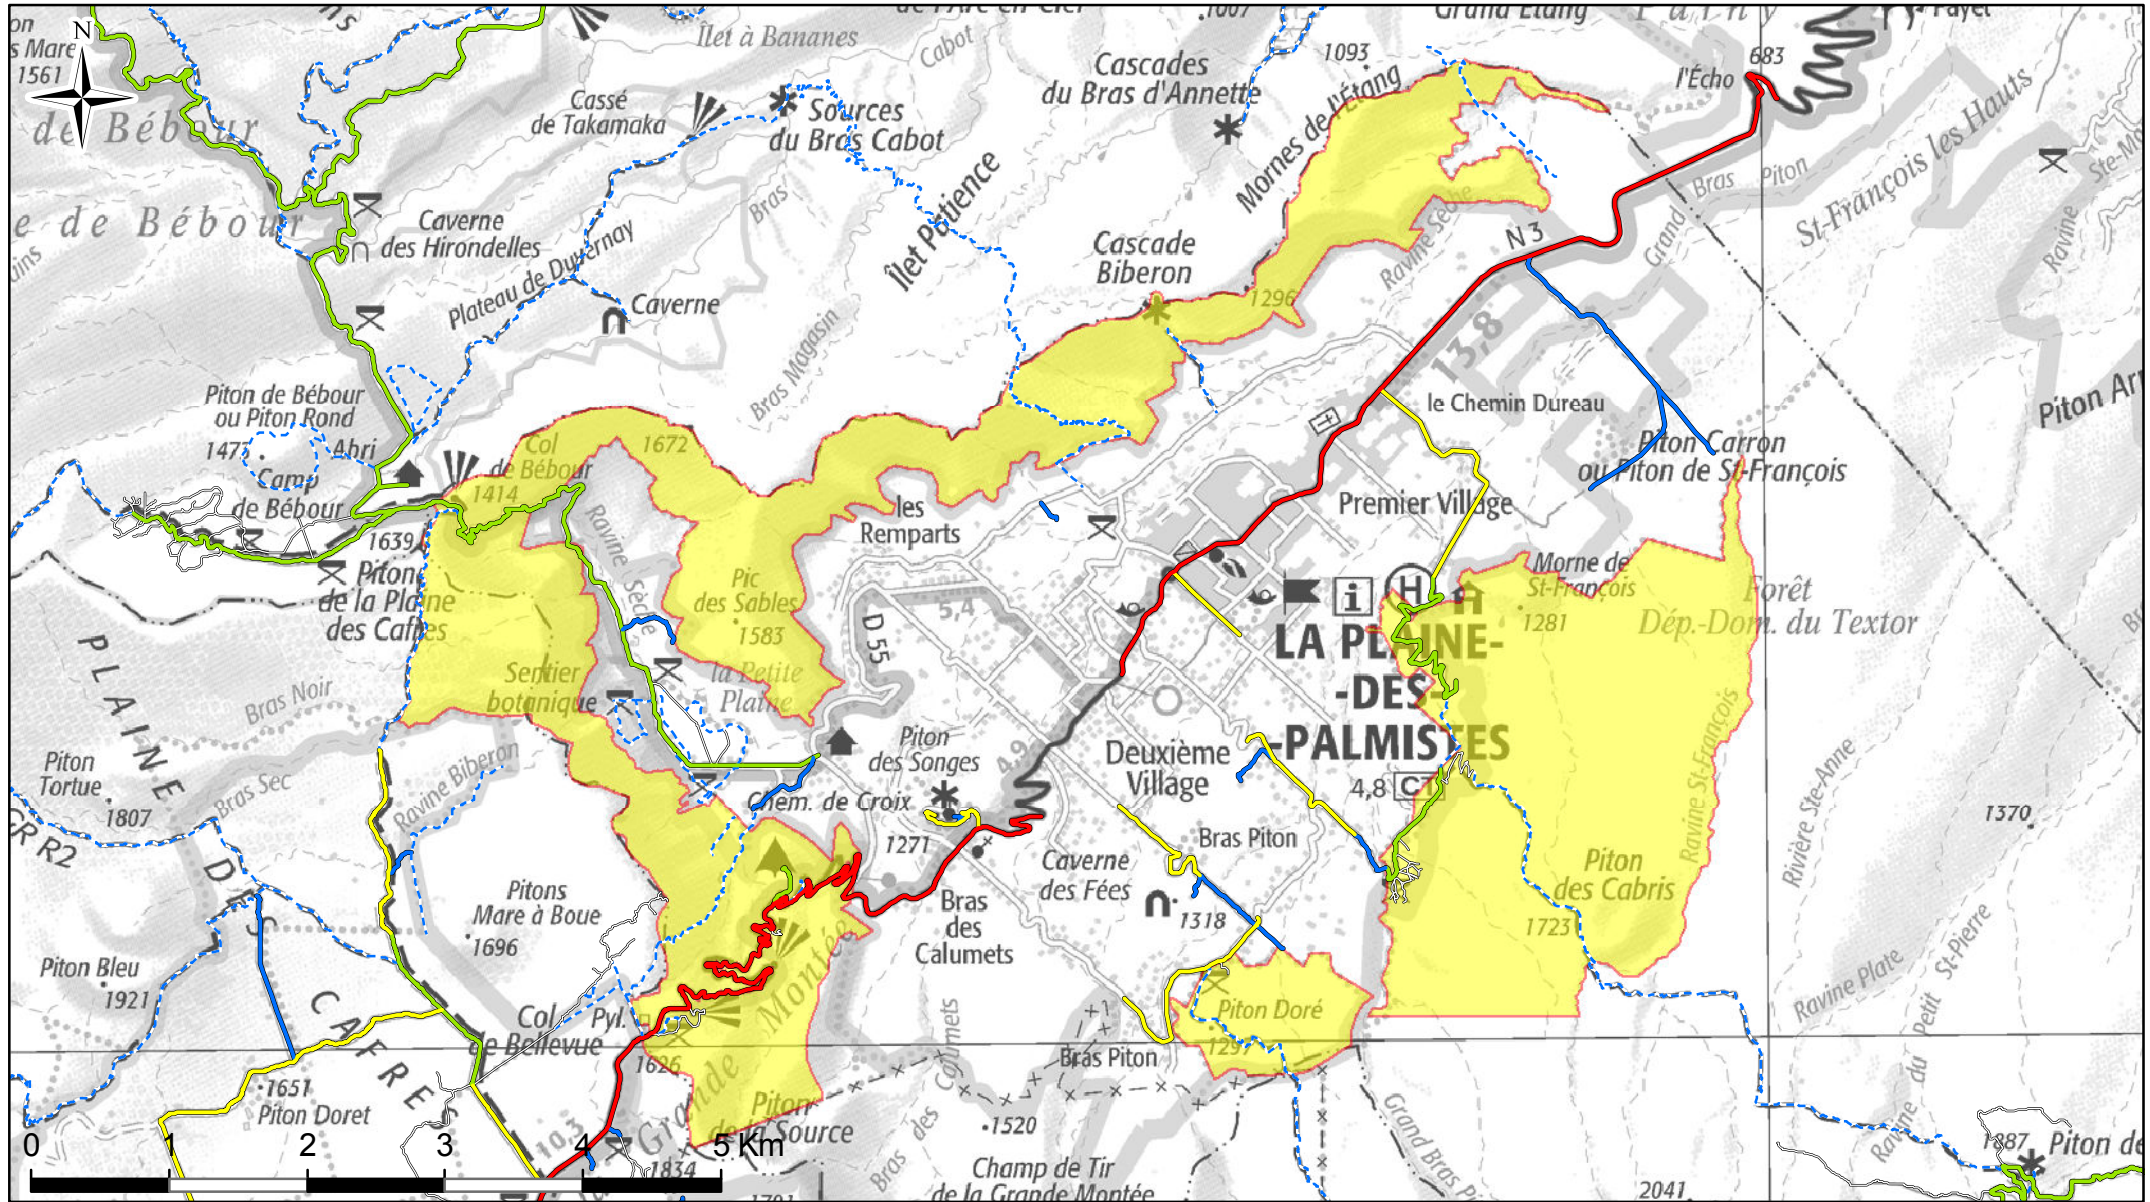 N
1561
de Bébour
e de Bébour
Îlet à Bananes
Cabot
1007
Grand Étang
Payet
1093
683
l'Écho
Cascades
du Bras d'Annette
Cassé
de Takamaka
Sources
du Bras Cabot
Mornes de l'Étang
St-François les Hauts
Bras Piton
Grand
Ravine
Caverne
des Hirondelles
Bras
Îlet Patience
Cascade
Biberon
Ravine Sèche
N 3
Plateau de Duvernay
Caverne
1296
13,8
Bras Magasin
Piton de Bébour
ou Piton Rond
1477
Abri
Camp
de Bébour
Col
de Bébour
1414
1672
le Chemin Dureau
Piton Carron
ou Piton de St-François
les
Remparts
Premier Village
1639
Piton
de la Plaine
des Cafres
Ravine Sèche
Pic
des Sables
1583
D 55
5,4
H
i
Morne de
St-François
1281
Forêt
Dép.-Dom. du Textor
LA PLAINE-
-DES-
-PALMISTES
PLAINE
DES
CAFRES
Bras Noir
Sentier
botanique
la Petite
Plaine
Piton
des Songes
4,9
Deuxième
Village
4,8
CT
Ravine St-François
Rivière Ste-Anne
1370
Piton
Tortue
1807
Bras Sec
Ravine Biberon
Chem. de Croix
1271
GR R2
Bras Piton
Caverne
des Fées
1318
Piton
des Cabris
1723
Pitons
Mare à Boue
1696
Bras
des
Calumets
Piton Bleu
1921
Grande Montée
Ravine Plate
Ravine du Petit St-Pierre
Col
de Bellevue
Pyl.
1626
Piton Doré
1297
Bras Piton
1651
Piton Doret
10,3
Piton
de la Source
Bras des Calumets
1520
Champ de Tir
de la Grande Montée
1834
1887
Piton de
2041
0 1 2 3 4 5 Km